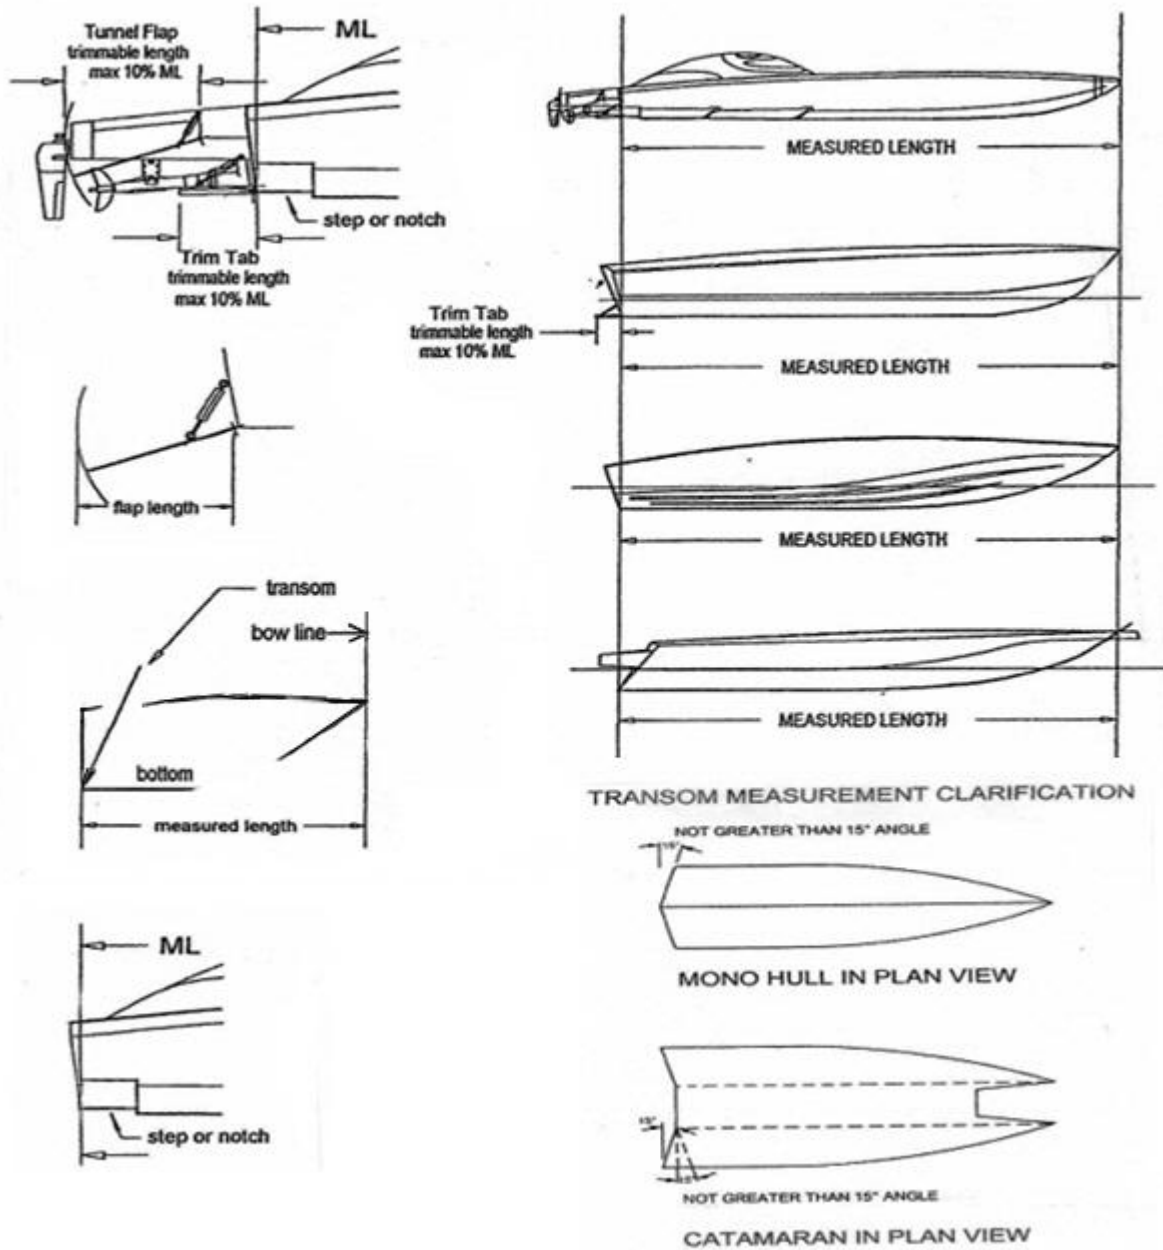 Tunnel Flap
trimmable length
max 10% ML
ML
step or notch
Trim Tab
trimmable length
max 10% ML
flap length
transom
bow line
bottom
measured length
ML
step or notch
MEASURED LENGTH
Trim Tab
trimmable length
max 10% ML
MEASURED LENGTH
MEASURED LENGTH
MEASURED LENGTH
TRANSOM MEASUREMENT CLARIFICATION
NOT GREATER THAN 15° ANGLE
15°
MONO HULL IN PLAN VIEW
15°
15°
NOT GREATER THAN 15° ANGLE
CATAMARAN IN PLAN VIEW